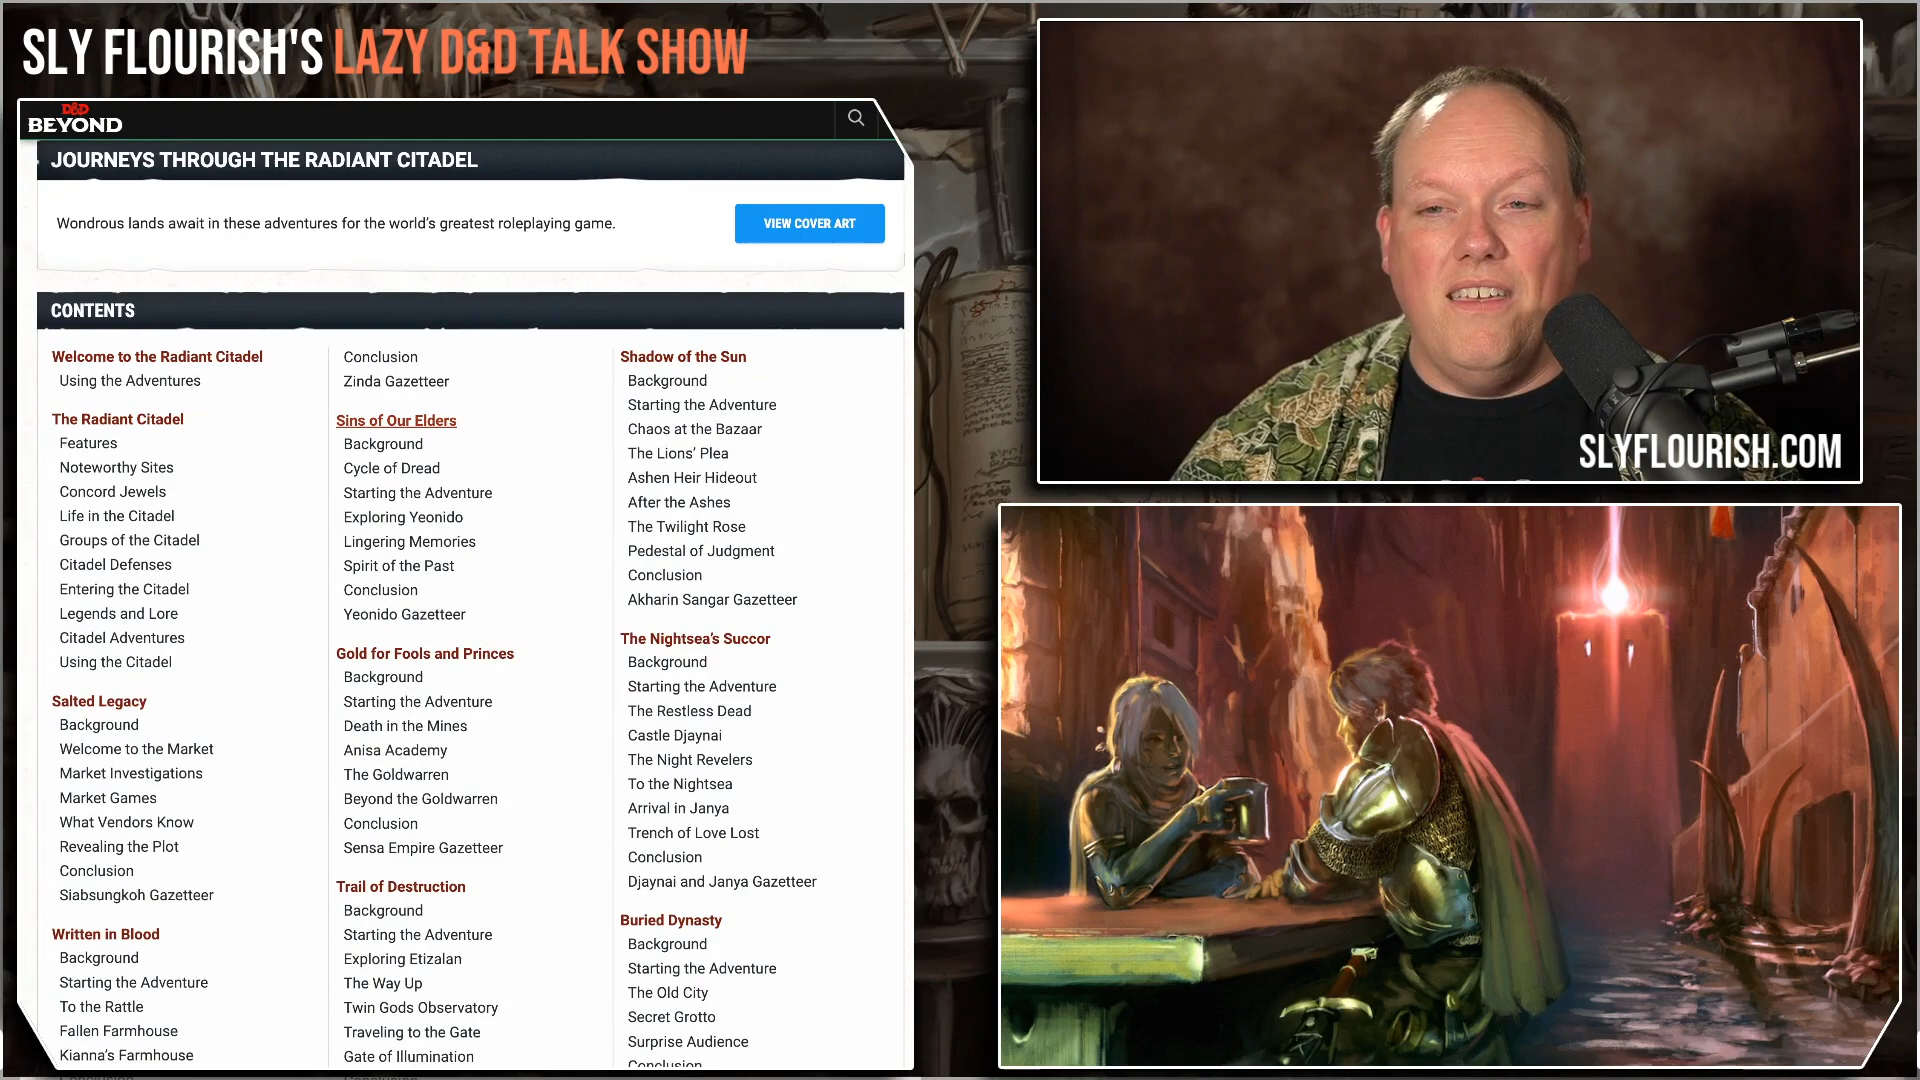 SLY FLOURISH'S LAZY D&D TALK SHOW
D&D
BEYOND
JOURNEYS THROUGH THE RADIANT CITADEL
Wondrous lands await in these adventures for the world's greatest roleplaying game.
VIEW COVER ART
CONTENTS
Welcome to the Radiant Citadel
Using the Adventures
The Radiant Citadel
Features
Noteworthy Sites
Concord Jewels
Life in the Citadel
Groups of the Citadel
Citadel Defenses
Entering the Citadel
Legends and Lore
Citadel Adventures
Using the Citadel
Salted Legacy
Background
Welcome to the Market
Market Investigations
Market Games
What Vendors Know
Revealing the Plot
Conclusion
Siabsungkoh Gazetteer
Written in Blood
Background
Starting the Adventure
To the Rattle
Fallen Farmhouse
Kianna's Farmhouse
Conclusion
Zinda Gazetteer
Sins of Our Elders
Background
Cycle of Dread
Starting the Adventure
Exploring Yeonido
Lingering Memories
Spirit of the Past
Conclusion
Yeonido Gazetteer
Gold for Fools and Princes
Background
Starting the Adventure
Death in the Mines
Anisa Academy
The Goldwarren
Beyond the Goldwarren
Conclusion
Sensa Empire Gazetteer
Trail of Destruction
Background
Starting the Adventure
Exploring Etizalan
The Way Up
Twin Gods Observatory
Traveling to the Gate
Gate of Illumination
Shadow of the Sun
Background
Starting the Adventure
Chaos at the Bazaar
The Lions' Plea
Ashen Heir Hideout
After the Ashes
The Twilight Rose
Pedestal of Judgment
Conclusion
Akharin Sangar Gazetteer
The Nightsea's Succor
Background
Starting the Adventure
The Restless Dead
Castle Djaynai
The Night Revelers
To the Nightsea
Arrival in Janya
Trench of Love Lost
Conclusion
Djaynai and Janya Gazetteer
Buried Dynasty
Background
Starting the Adventure
The Old City
Secret Grotto
Surprise Audience
Conclusion
SLYFLOURISH.COM